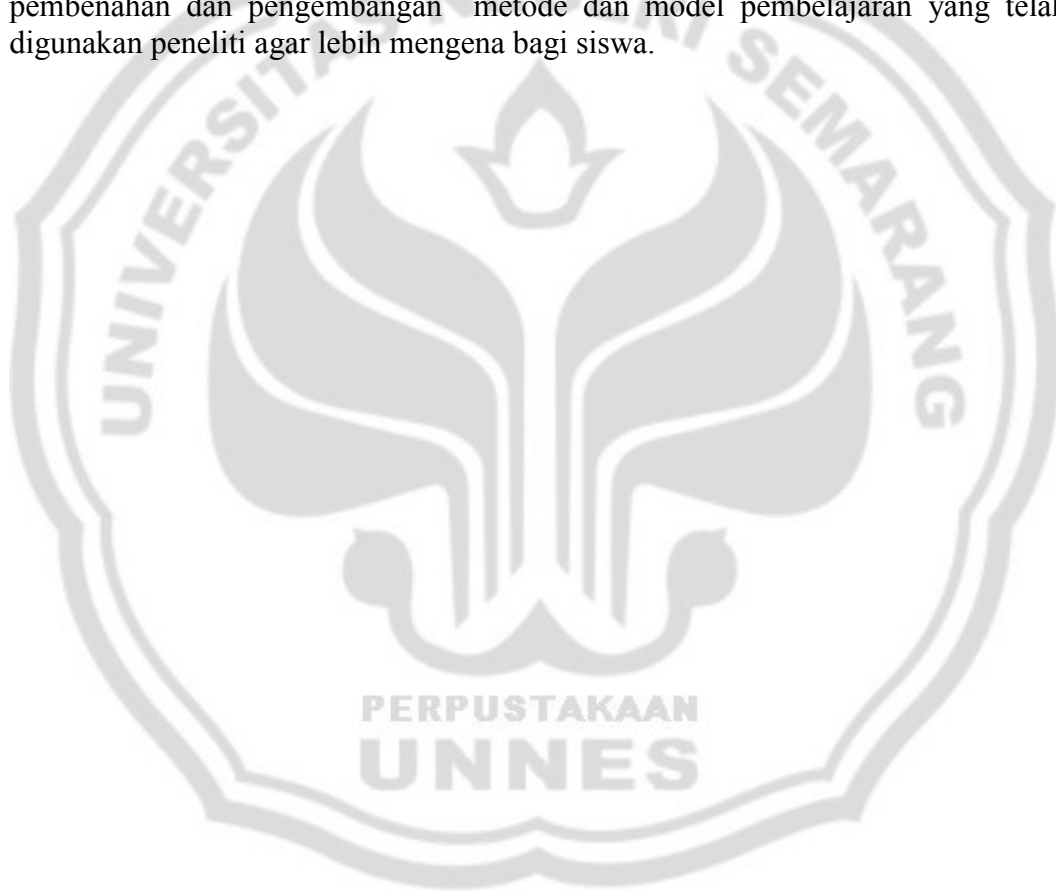 pembenahan dan pengembangan metode dan model pembelajaran yang telah
digunakan peneliti agar lebih mengena bagi siswa.
SEMARANG
UNIVERSITAS
PERPUSTAKAAN
UNNES